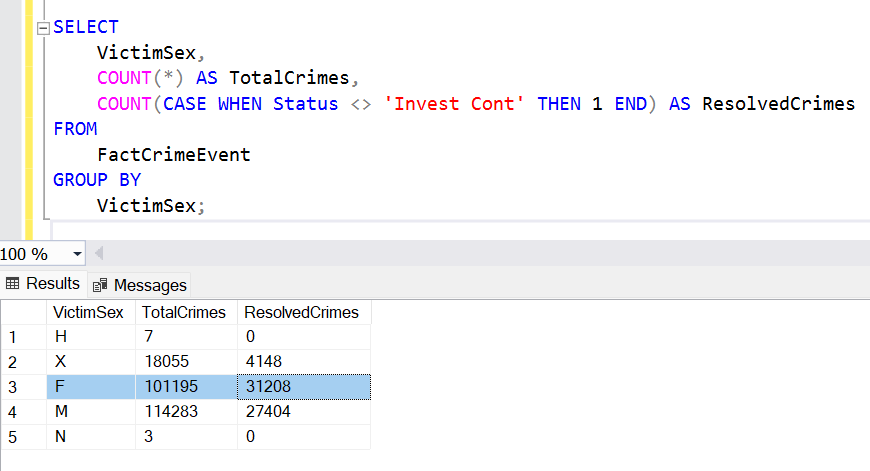 SELECT
VictimSex,
COUNT(*) AS TotalCrimes,
COUNT(CASE WHEN Status <> 'Invest Cont' THEN 1 END) AS ResolvedCrimes
FROM
FactCrimeEvent
GROUP BY
VictimSex;
100 %
Results Messages
VictimSex TotalCrimes ResolvedCrimes
1 H 7 0
2 X 18055 4148
3 F 101195 31208
4 M 114283 27404
5 N 3 0